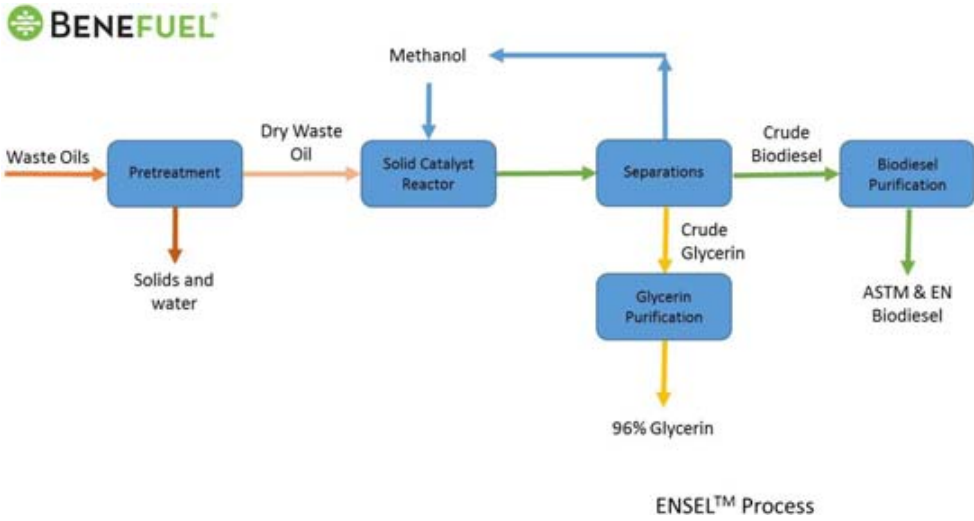 BENEFUEL®
Methanol
Waste Oils
Pretreatment
Dry Waste
Oil
Solid Catalyst
Reactor
Separations
Crude
Biodiesel
Biodiesel
Purification
Solids and
water
Crude
Glycerin
Glycerin
Purification
ASTM & EN
Biodiesel
96% Glycerin
ENSEL™ Process